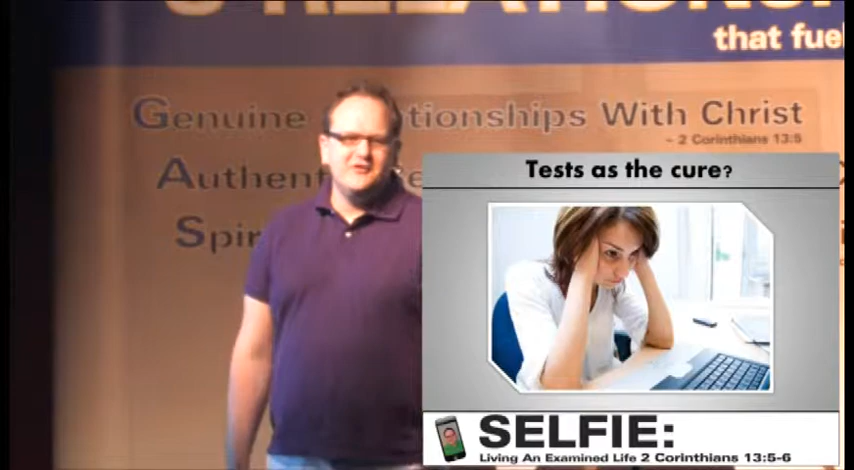 that fuel
Genuine tionships With Christ
~ 2 Corinthians 13:5
Authent
Spir
Tests as the cure?
SELFIE:
Living An Examined Life 2 Corinthians 13:5-6